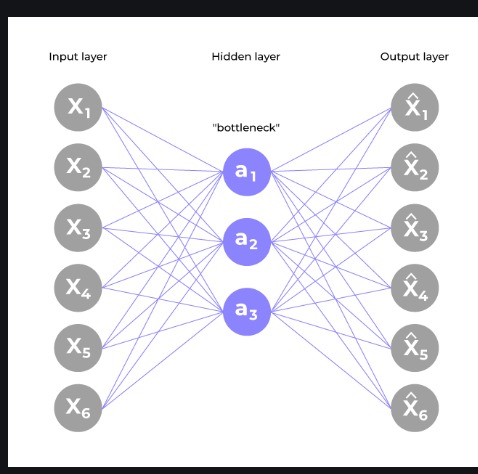 Input layer Hidden layer Output layer
"bottleneck"
X₁ a₁ X̂₁
X₂ a₂ X̂₂
X₃ a₃ X̂₃
X₄ X̂₄
X₅ X̂₅
X₆ X̂₆